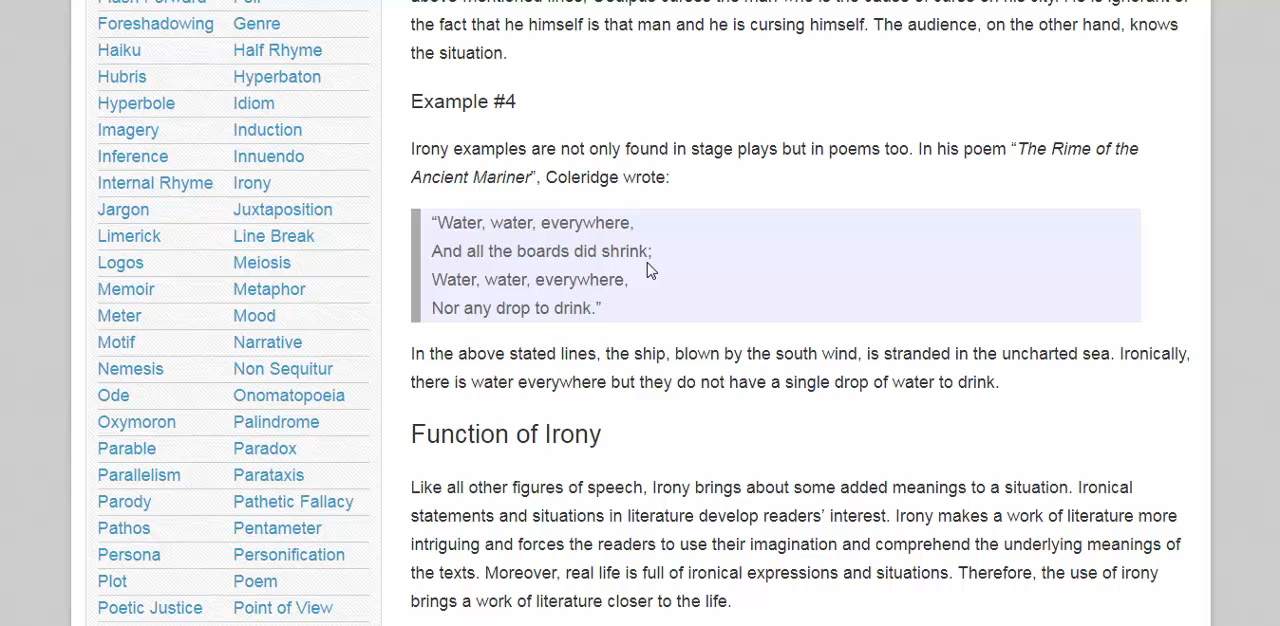 Foreshadowing Genre
Haiku Half Rhyme
Hubris Hyperbaton
Hyperbole Idiom
Imagery Induction
Inference Innuendo
Internal Rhyme Irony
Jargon Juxtaposition
Limerick Line Break
Logos Meiosis
Memoir Metaphor
Meter Mood
Motif Narrative
Nemesis Non Sequitur
Ode Onomatopoeia
Oxymoron Palindrome
Parable Paradox
Parallelism Parataxis
Parody Pathetic Fallacy
Pathos Pentameter
Persona Personification
Plot Poem
Poetic Justice Point of View
the fact that he himself is that man and he is cursing himself. The audience, on the other hand, knows
the situation.
Example #4
Irony examples are not only found in stage plays but in poems too. In his poem “The Rime of the
Ancient Mariner”, Coleridge wrote:
“Water, water, everywhere,
And all the boards did shrink;
Water, water, everywhere,
Nor any drop to drink.”
In the above stated lines, the ship, blown by the south wind, is stranded in the uncharted sea. Ironically,
there is water everywhere but they do not have a single drop of water to drink.
Function of Irony
Like all other figures of speech, Irony brings about some added meanings to a situation. Ironical
statements and situations in literature develop readers’ interest. Irony makes a work of literature more
intriguing and forces the readers to use their imagination and comprehend the underlying meanings of
the texts. Moreover, real life is full of ironical expressions and situations. Therefore, the use of irony
brings a work of literature closer to the life.